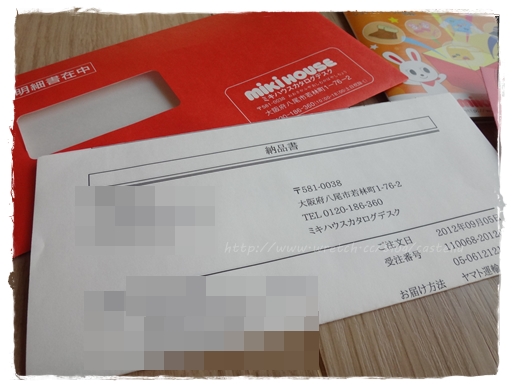 明細書在中
miki HOUSE
ミキハウスカタログデスク
大阪府八尾市若林町1-76-2
納品書
〒581-0038
大阪府八尾市若林町1-76-2
TEL 0120-186-360
ミキハウスカタログデスク
ご注文日 2012年09月05
受注番号 110068-2012
05-061212
お届け方法 ヤマト運輸